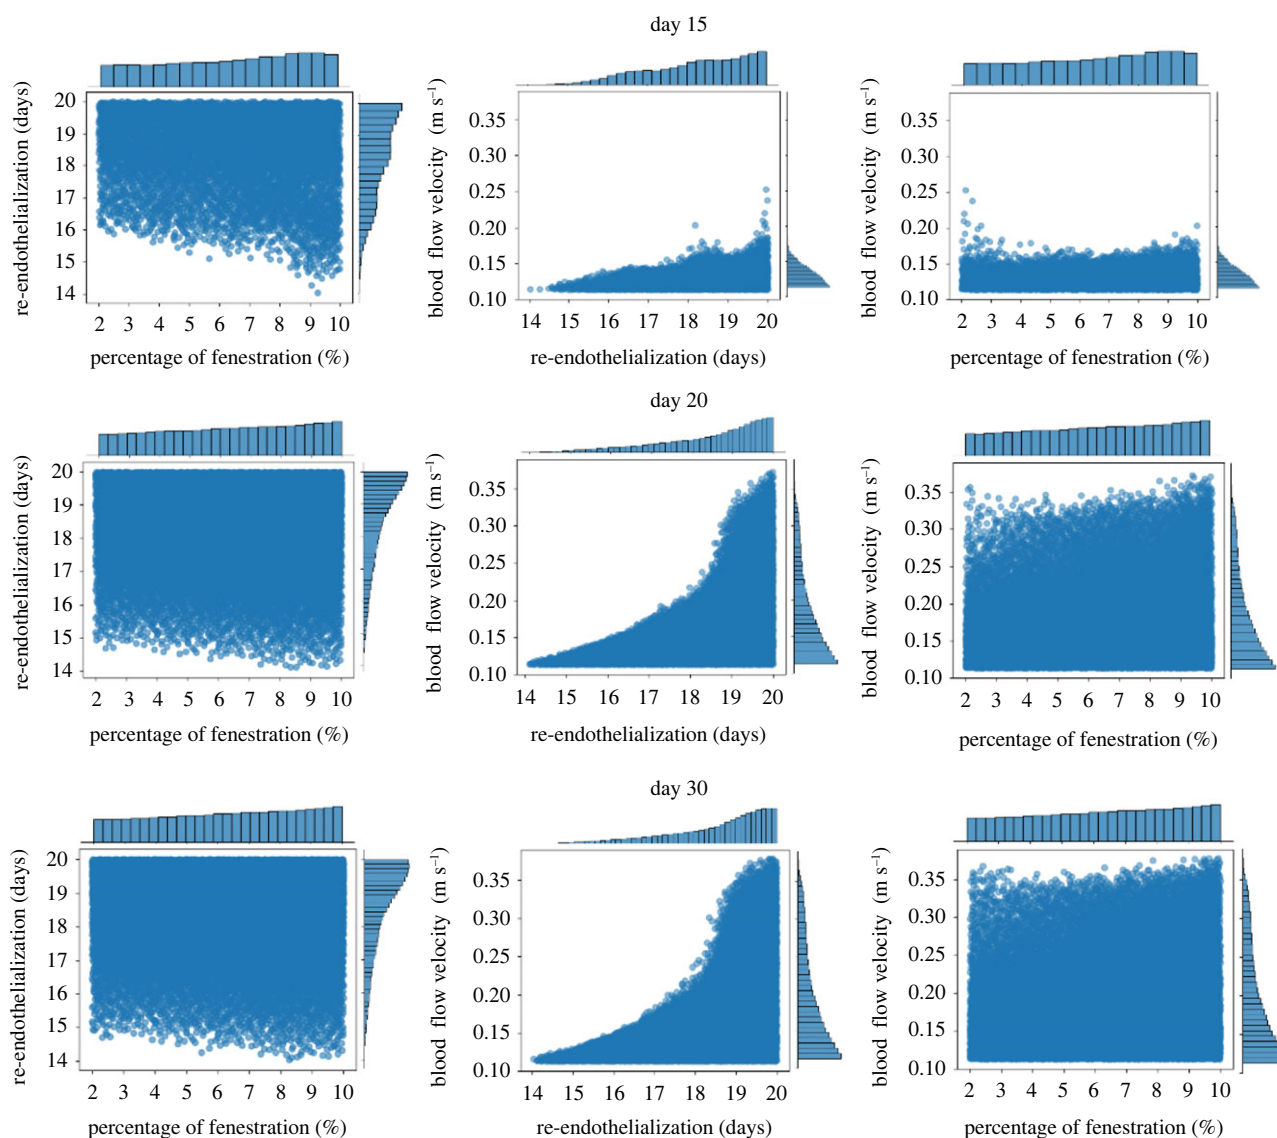 day 15
re-endothelialization (days)
20
19
18
17
16
15
14
2 3 4 5 6 7 8 9 10
percentage of fenestration (%)
blood flow velocity (m s⁻¹)
0.35
0.30
0.25
0.20
0.15
0.10
14 15 16 17 18 19 20
re-endothelialization (days)
blood flow velocity (m s⁻¹)
0.35
0.30
0.25
0.20
0.15
0.10
2 3 4 5 6 7 8 9 10
percentage of fenestration (%)
day 20
re-endothelialization (days)
20
19
18
17
16
15
14
2 3 4 5 6 7 8 9 10
percentage of fenestration (%)
blood flow velocity (m s⁻¹)
0.35
0.30
0.25
0.20
0.15
0.10
14 15 16 17 18 19 20
re-endothelialization (days)
blood flow velocity (m s⁻¹)
0.35
0.30
0.25
0.20
0.15
0.10
2 3 4 5 6 7 8 9 10
percentage of fenestration (%)
day 30
re-endothelialization (days)
20
19
18
17
16
15
14
2 3 4 5 6 7 8 9 10
percentage of fenestration (%)
blood flow velocity (m s⁻¹)
0.35
0.30
0.25
0.20
0.15
0.10
14 15 16 17 18 19 20
re-endothelialization (days)
blood flow velocity (m s⁻¹)
0.35
0.30
0.25
0.20
0.15
0.10
2 3 4 5 6 7 8 9 10
percentage of fenestration (%)